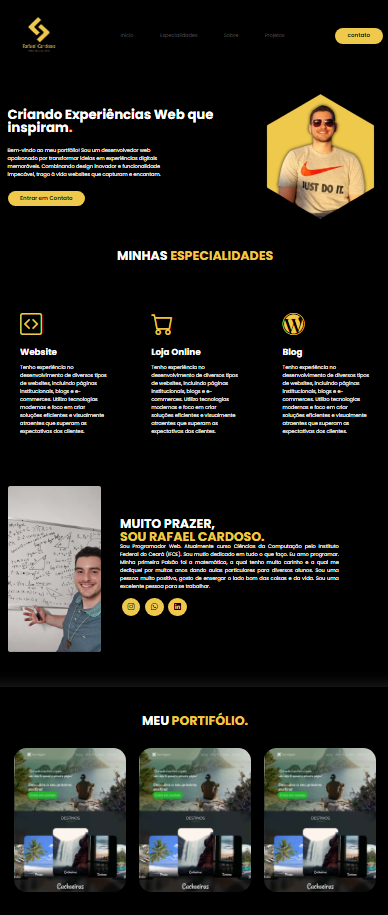 Rafael Cardoso
Início Especialidades Sobre Projetos contato
Criando Experiências Web que
inspiram.
Bem-vindo ao meu portifólio! Sou um desenvolvedor web
apaixonado por transformar ideias em experiências digitais
memoráveis. Combinando design inovador e funcionalidade
impecável, trago à vida websites que capturam e encantam.
Entrar em Contato
JUST DO IT.
MINHAS ESPECIALIDADES
Website
Tenho experiência no
desenvolvimento de diversos tipos
de websites, incluindo páginas
institucionais, blogs e e-
commerces. Utilizo tecnologias
modernas e foco em criar
soluções eficientes e visualmente
atraentes que superam as
expectativas dos clientes.
Loja Online
Tenho experiência no
desenvolvimento de diversos tipos
de websites, incluindo páginas
institucionais, blogs e e-
commerces. Utilizo tecnologias
modernas e foco em criar
soluções eficientes e visualmente
atraentes que superam as
expectativas dos clientes.
Blog
Tenho experiência no
desenvolvimento de diversos tipos
de websites, incluindo páginas
institucionais, blogs e e-
commerces. Utilizo tecnologias
modernas e foco em criar
soluções eficientes e visualmente
atraentes que superam as
expectativas dos clientes.
MUITO PRAZER,
SOU RAFAEL CARDOSO.
Sou Programador Web. Atualmente curso Ciências da Computação pelo Instituto
Federal do Ceará (IFCE). Sou muito dedicado em tudo o que faço. Eu amo programar.
Minha primeira Paixão foi a matemática, a qual tenho muito carinho e a qual me
dediquei por muitos anos dando aulas particulares para diversos alunos. Sou uma
pessoa muito positiva, gosto de enxergar o lado bom das coisas e da vida. Sou uma
excelente pessoa para se trabalhar.
MEU PORTIFÓLIO.
DESTINOS
Cachoeiras
DESTINOS
Cachoeiras
DESTINOS
Cachoeiras